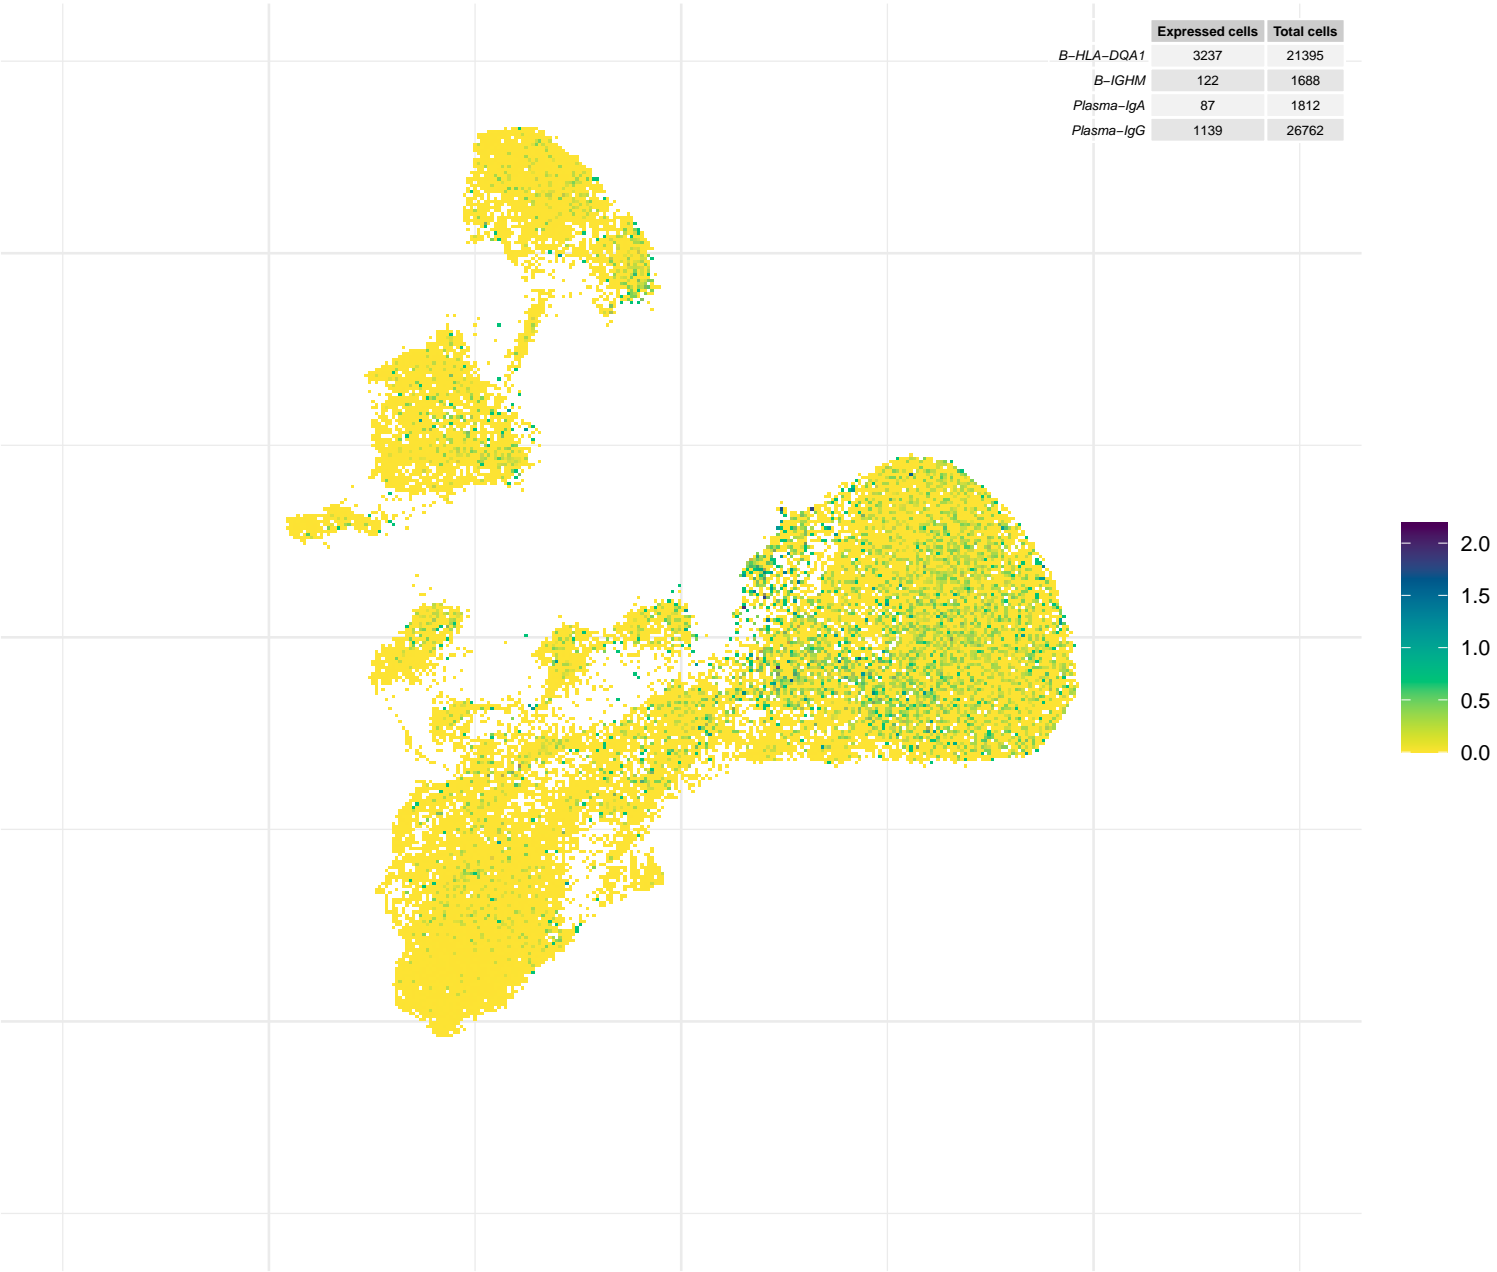 Expressed cells Total cells
B−HLA−DQA1 3237 21395
B−IGHM 122 1688
Plasma−IgA 87 1812
Plasma−IgG 1139 26762
2.0
1.5
1.0
0.5
0.0